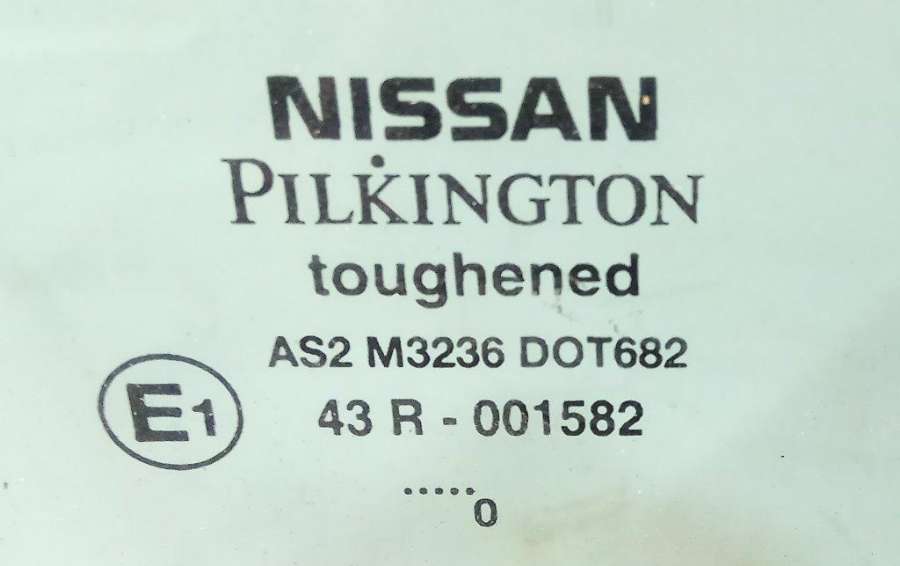 NISSAN
PILKINGTON
toughened
AS2 M3236 DOT682
E1 43 R - 001582
.....0